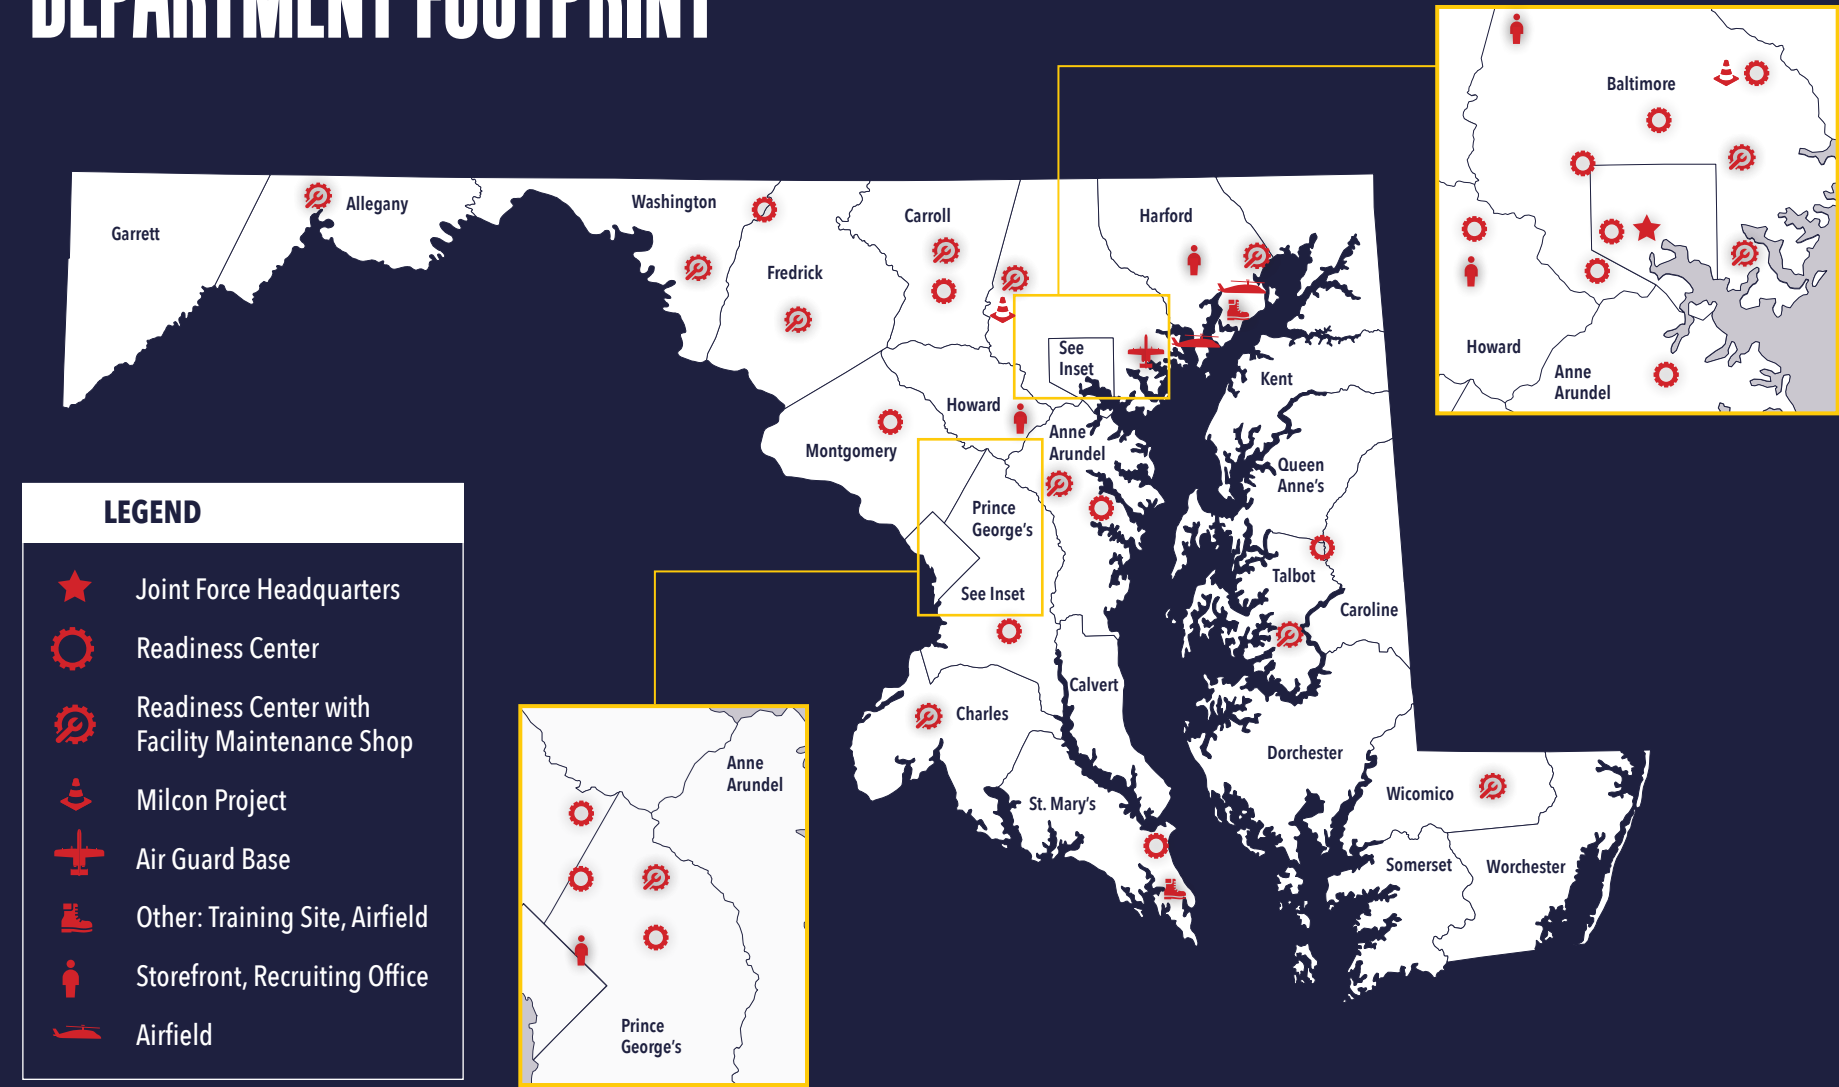 DEPARTMENT FOOTPRINT
Garrett
Allegany
Washington
Fredrick
Carroll
Harford
Baltimore
Howard
Anne
Arundel
See
Inset
Kent
Howard
Montgomery
Anne
Arundel
Queen
Anne's
Prince
George's
See Inset
Talbot
Caroline
Calvert
Charles
St. Mary's
Dorchester
Wicomico
Somerset
Worchester
Anne
Arundel
Prince
George's
LEGEND
Joint Force Headquarters
Readiness Center
Readiness Center with
Facility Maintenance Shop
Milcon Project
Air Guard Base
Other: Training Site, Airfield
Storefront, Recruiting Office
Airfield